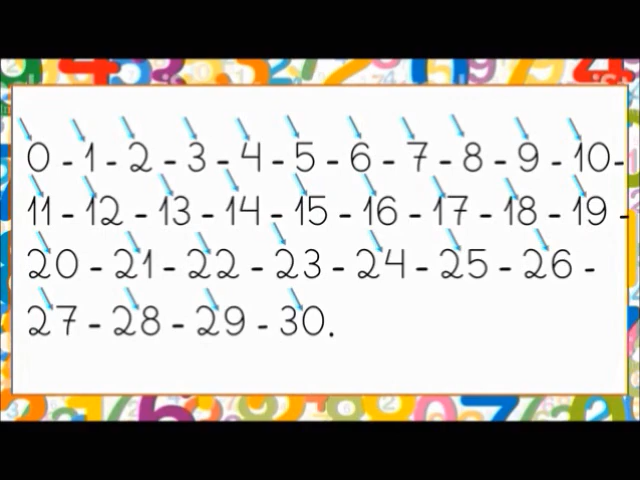 0 - 1 - 2 - 3 - 4 - 5 - 6 - 7 - 8 - 9 - 10 -
11 - 12 - 13 - 14 - 15 - 16 - 17 - 18 - 19 -
20 - 21 - 22 - 23 - 24 - 25 - 26 -
27 - 28 - 29 - 30.